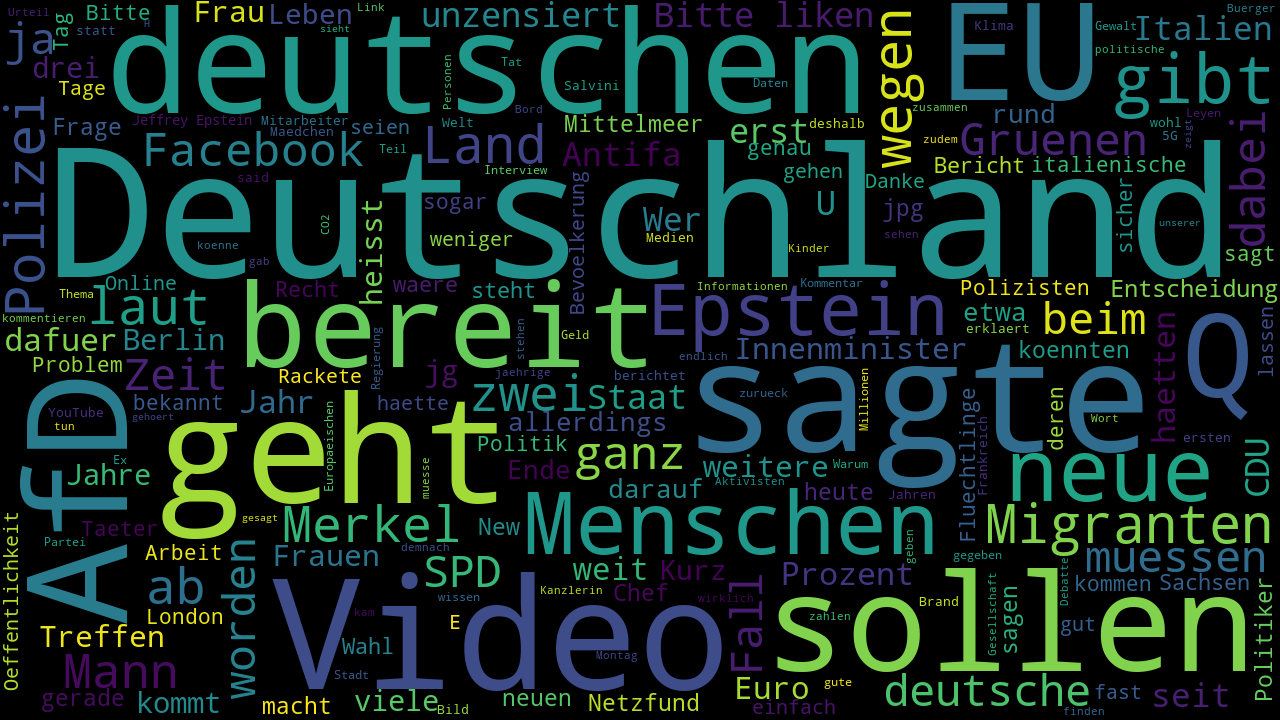 Urteil
H
Link
Buerger
Bitte
Frau
Leben
unzensiert
Bitte liken
Klima
Gewalt
Italien
ja
Tag
statt
deutschen
sieht
wegen
EU
politische
drei
Tage
Personen
Tat
Salvini
Daten
gibt
Polizei
Frage
Jeffrey Epstein
Mitarbeiter
Maedchen
seien
Welt
Bord
Mittelmeer
erst
deshalb
zusammen
rund
wohl
5G
Leyen
zeigt
dabei
Facebook
Teil
Land
Interview
Antifa
genau
gehen
zudem
Gruenen
Bericht
italienische
said
Deutschland
CO2
heisst
sogar
weniger
Bevoelkerung
Wer
Medien
U
Danke
jpg
sehen
sicher
unserer
koenne
Kinder
sagt
gab
Online
Thema
kommentieren
laut
Recht
waere
steht
Informationen
Kommentar
Polizisten
Entscheidung
dafuer
Berlin
bereit
Regierung
stehen
Geld
Epstein
etwa
erklaert
beim
Q
lassen
Problem
Zeit
Rackete
jg
jaehrige
endlich
berichtet
Innenminister
koennten
haetten
AfD
YouTube
tun
bekannt
gehoert
Jahr
haette
zwei
Staat
zurueck
Millionen
sagte
deren
Wort
ersten
allerdings
Ex
Jahre
geht
Europaeischen
muesse
Politik
Ende
ganz
weitere
Warum
Aktivisten
Fluechtlinge
Frankreich
neue
CDU
darauf
heute
Jahren
Oeffentlichkeit
Taeter
gesagt
Merkel
New
Menschen
geben
Migranten
Partei
Arbeit
worden
Frauen
demnach
SPD
weit
Kurz
Fall
Prozent
gegeben
Debatte
muessen
ab
London
wissen
Kanzlerin
Chef
wirklich
kommen
Sachsen
Video
kam
E
zahlen
Brand
sollen
Gesellschaft
sagen
gut
Politiker
Treffen
Wahl
Montag
Mann
Stadt
gerade
kommt
macht
viele
Bild
neuen
Netzfund
Euro
gute
einfach
deutsche
fast
seit
finden